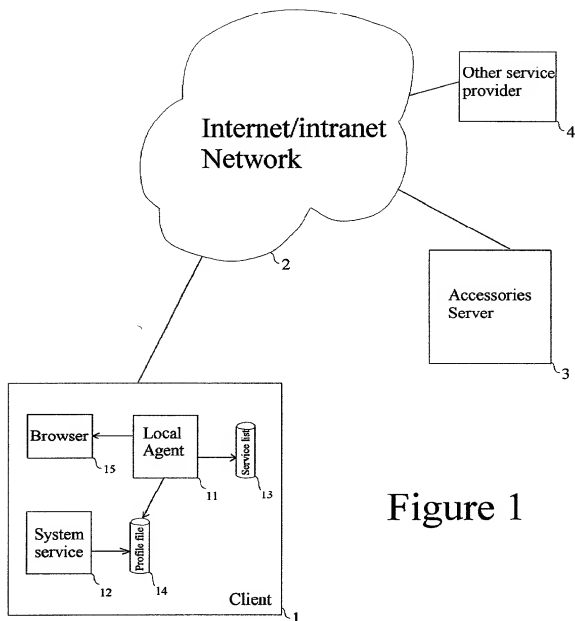 Other service
provider
4
Internet/intranet
Network
2
Accessories
Server
3
Browser
15
Local
Agent
11
Service list
13
System
service
12
Profile file
14
Client
1
Figure 1